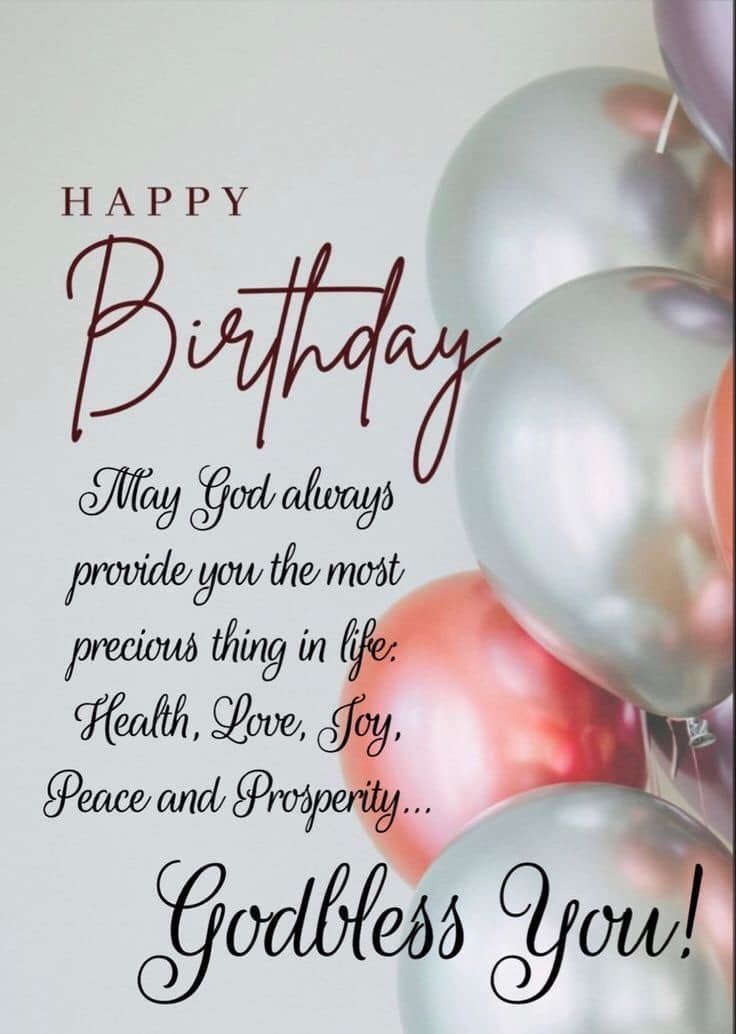 HAPPY
Birthday
May God always
provide you the most
precious thing in life:
Health, Love, Joy,
Peace and Prosperity...
Godbless You!